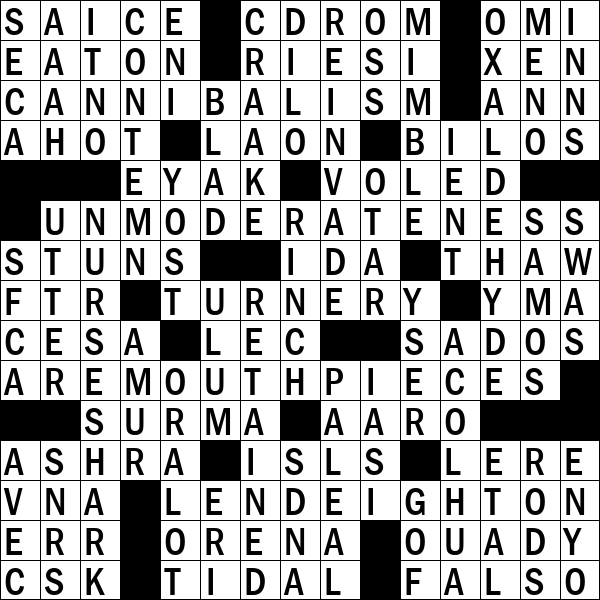 SAICE CDROM OMI
EATON RIESI XEN
CANNIBALISM ANN
AHOT LAON BILOS
EYAK VOLED
UNMODERATENESS
STUNS IDA THAW
FTR TURNERY YMA
CESA LEC SADOS
AREMOUTHPIECES
SURMA AARO
ASHRA ISLS LERE
VNA LENDEIGHTON
ERR ORENA OUADY
CSK TIDAL FALSO